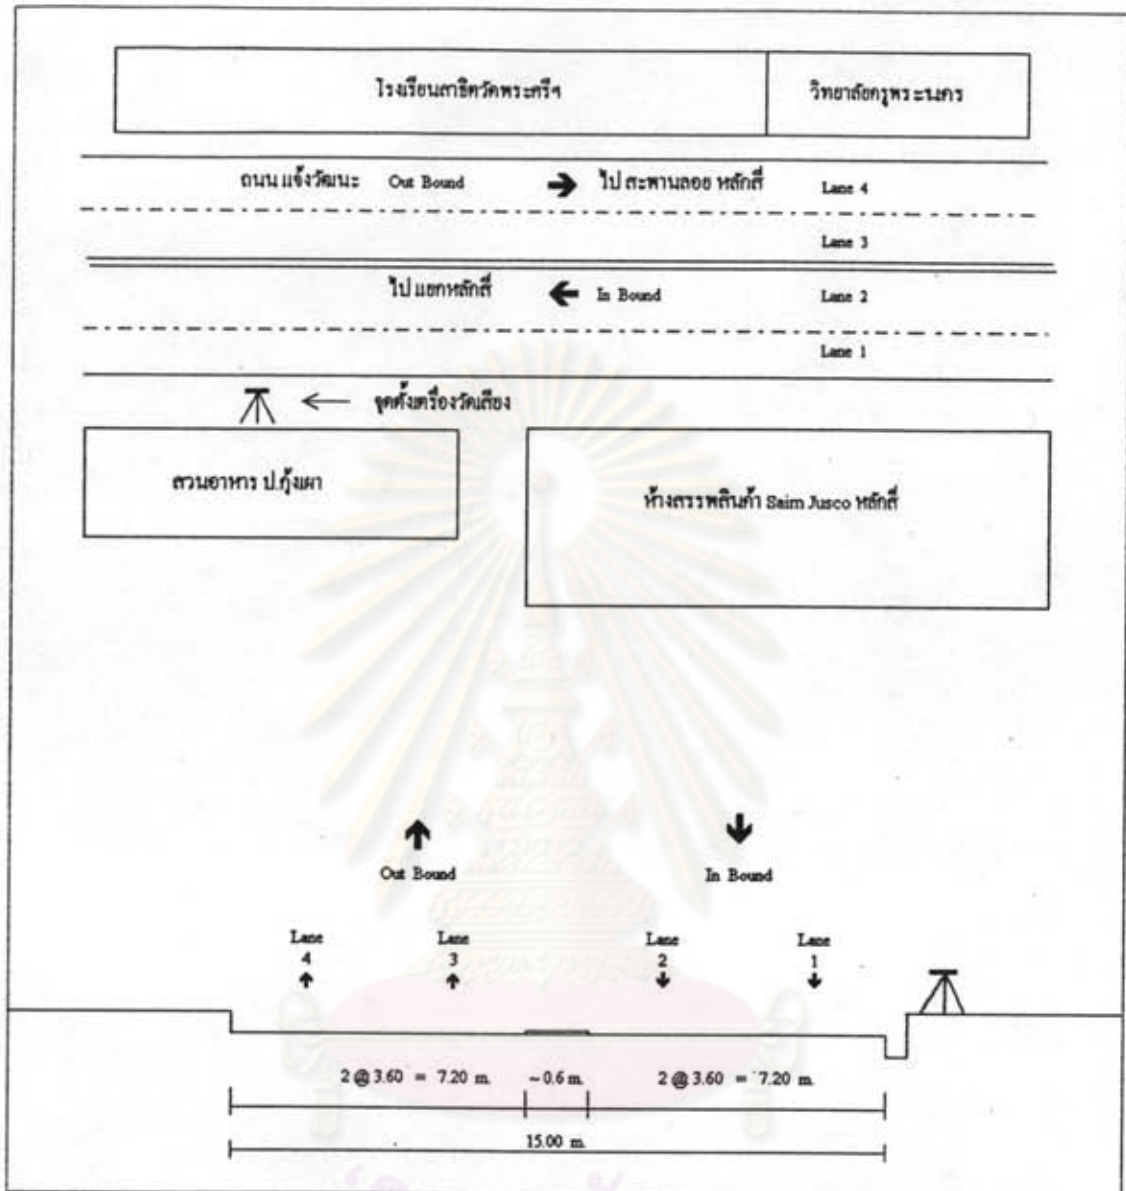 โรงเรียนสาธิตวัดพระศรีฯ
วิทยาลัยครูพระนคร
ถนน แจ้งวัฒนะ Out Bound ไป สะพานลอย หลักสี่ Lane 4
Lane 3
ไป แยกหลักสี่ In Bound Lane 2
Lane 1
จุดตั้งเครื่องวัดเสียง
สวนอาหาร ป.กุ้งเผา
ห้างสรรพสินค้า Saim Jusco หลักสี่
Out Bound In Bound
Lane Lane Lane Lane
4 3 2 1
2 @ 3.60 = 7.20 m. ~0.6 m. 2 @ 3.60 = 7.20 m.
15.00 m.